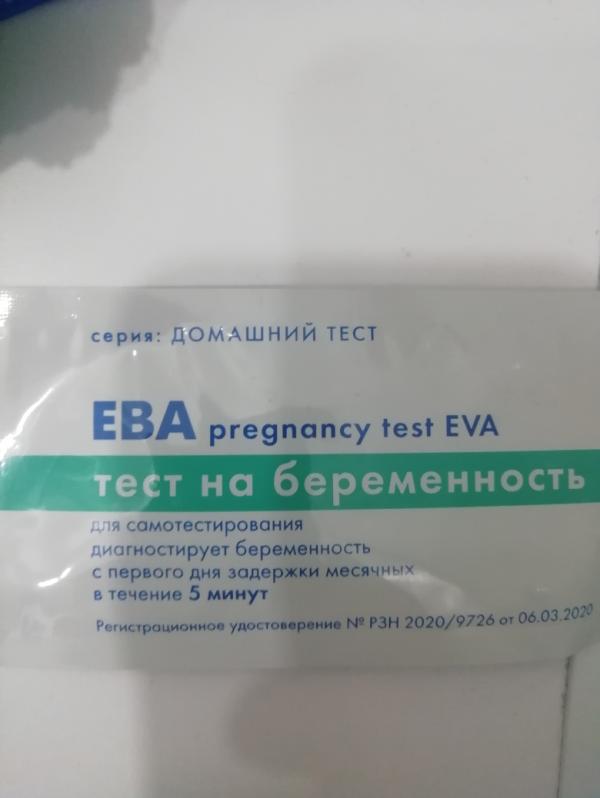 серия: ДОМАШНИЙ ТЕСТ
ЕВА pregnancy test EVA
тест на беременность
для самотестирования
диагностирует беременность
с первого дня задержки месячных
в течение 5 минут
Регистрационное удостоверение № РЗН 2020/9726 от 06.03.2020